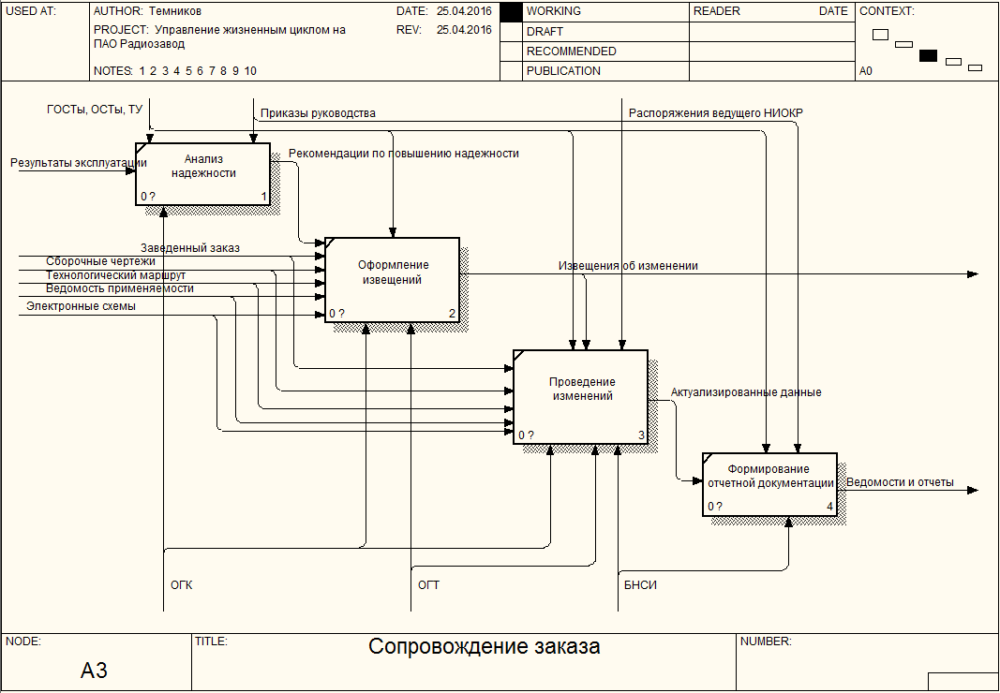 USED AT:
AUTHOR: Темников
DATE: 25.04.2016
PROJECT: Управление жизненным циклом на
ПАО Радиозавод
REV: 25.04.2016
NOTES: 1 2 3 4 5 6 7 8 9 10
WORKING
DRAFT
RECOMMENDED
PUBLICATION
READER
DATE
CONTEXT:
A0
ГОСТы, ОСТы, ТУ
Приказы руководства
Распоряжения ведущего НИОКР
Результаты эксплуатации
Анализ
надежности
0 ?
1
Рекомендации по повышению надежности
Заведенный заказ
Сборочные чертежи
Технологический маршрут
Ведомость применяемости
Электронные схемы
Оформление
извещений
0 ?
2
Извещения об изменении
Проведение
изменений
0 ?
3
Актуализированные данные
Формирование
отчетной документации
0 ?
4
Ведомости и отчеты
ОГК
ОГТ
БНСИ
NODE:
A3
TITLE:
Сопровождение заказа
NUMBER: